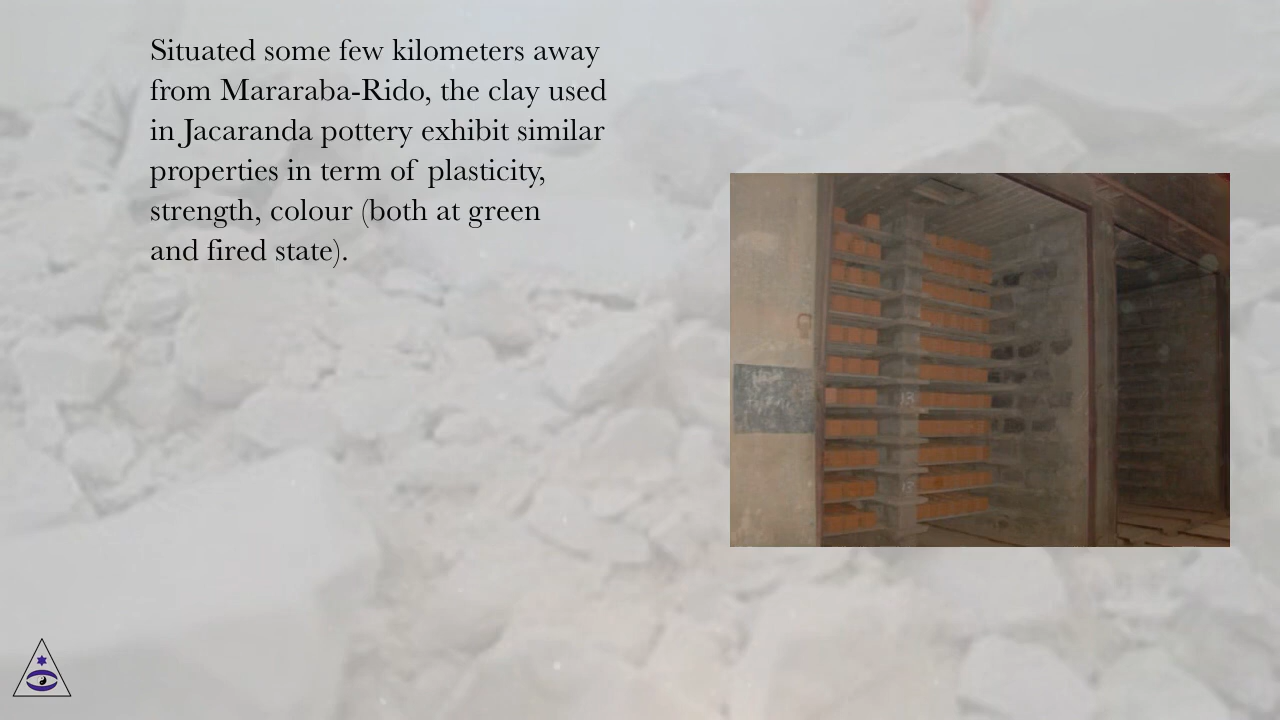 Situated some few kilometers away
from Mararaba-Rido, the clay used
in Jacaranda pottery exhibit similar
properties in term of plasticity,
strength, colour (both at green
and fired state).
13